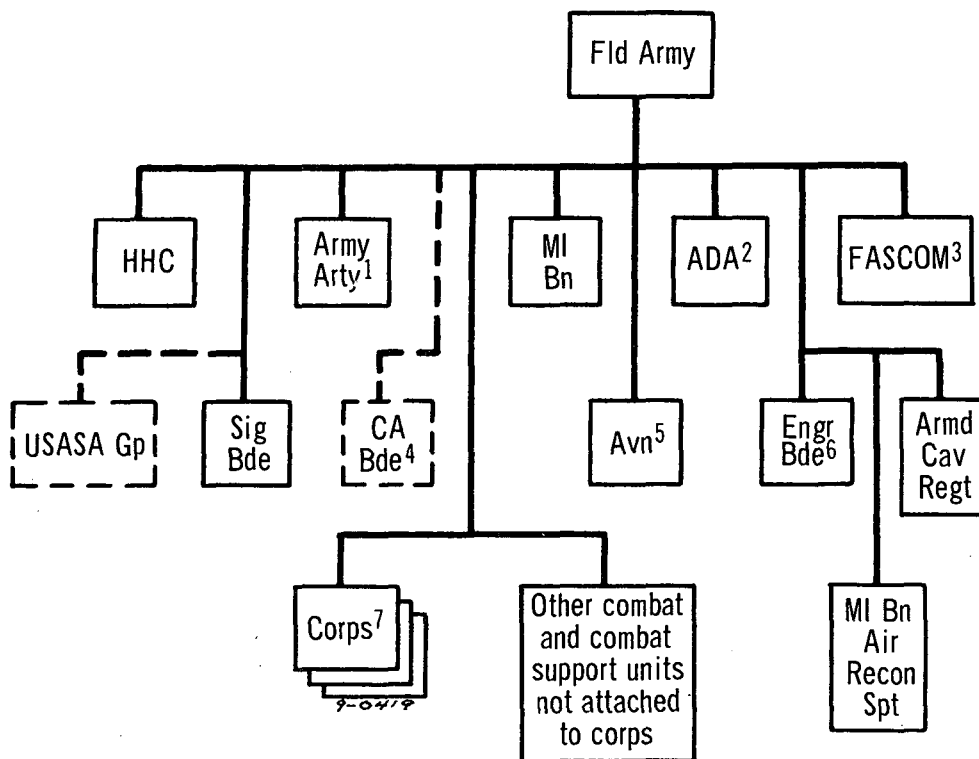 Fld Army
HHC
Army
Arty1
MI
Bn
ADA2
FASCOM3
USASA Gp
Sig
Bde
CA
Bde4
Avn5
Engr
Bde6
Armd
Cav
Regt
Corps7
9-0419
Other combat
and combat
support units
not attached
to corps
MI Bn
Air
Recon
Spt